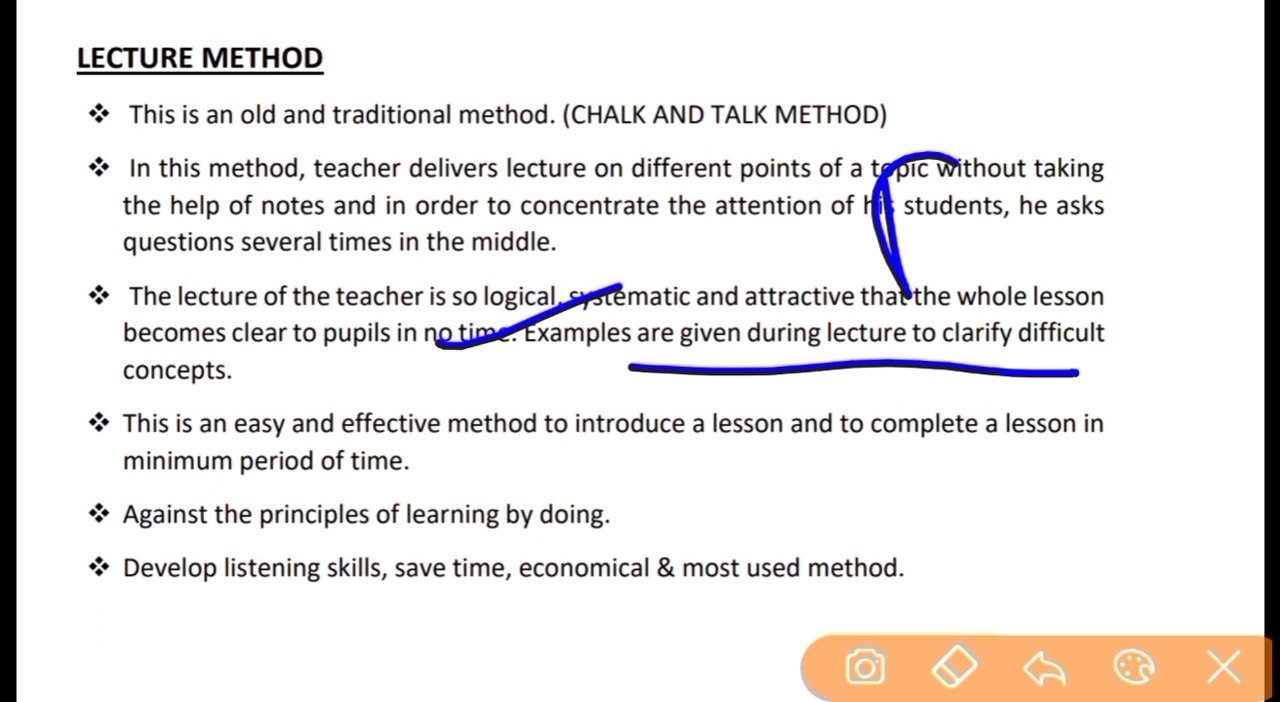 LECTURE METHOD
❖ This is an old and traditional method. (CHALK AND TALK METHOD)
❖ In this method, teacher delivers lecture on different points of a topic without taking
the help of notes and in order to concentrate the attention of his students, he asks
questions several times in the middle.
❖ The lecture of the teacher is so logical, systematic and attractive that the whole lesson
becomes clear to pupils in no time. Examples are given during lecture to clarify difficult
concepts.
❖ This is an easy and effective method to introduce a lesson and to complete a lesson in
minimum period of time.
❖ Against the principles of learning by doing.
❖ Develop listening skills, save time, economical & most used method.